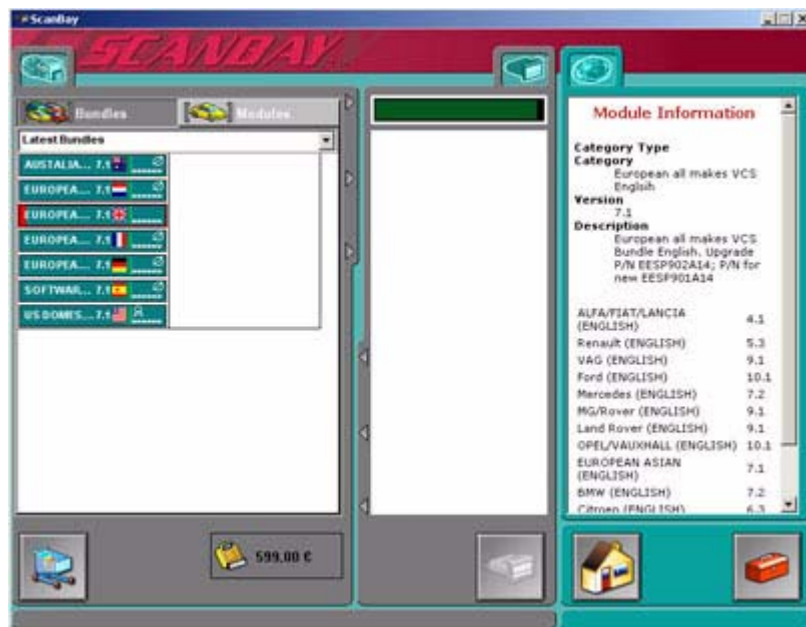 ScanBay
SCANBAY
Bundles
Modules
Latest Bundles
AUSTALIA... 7.1
EUROPEA... 7.1
EUROPEA... 7.1
EUROPEA... 7.1
EUROPEA... 7.1
SOFTWAR... 7.1
US DOMES... 7.1
599,00 €
Module Information
Category Type
Category
European all makes VCS
Englsih
Version
7.1
Description
European all makes VCS
Bundle English, Upgrade
P/N EESP902A14; P/N for
new EESP901A14
ALFA/FIAT/LANCIA
(ENGLISH) 4.1
Renault (ENGLISH) 5.3
VAG (ENGLISH) 9.1
Ford (ENGLISH) 10.1
Mercedes (ENGLISH) 7.2
MG/Rover (ENGLISH) 9.1
Land Rover (ENGLISH) 9.1
OPEL/VAUXHALL (ENGLISH) 10.1
EUROPEAN ASIAN
(ENGLISH) 7.1
BMW (ENGLISH) 7.2
Citroen (ENGLISH) 6.3